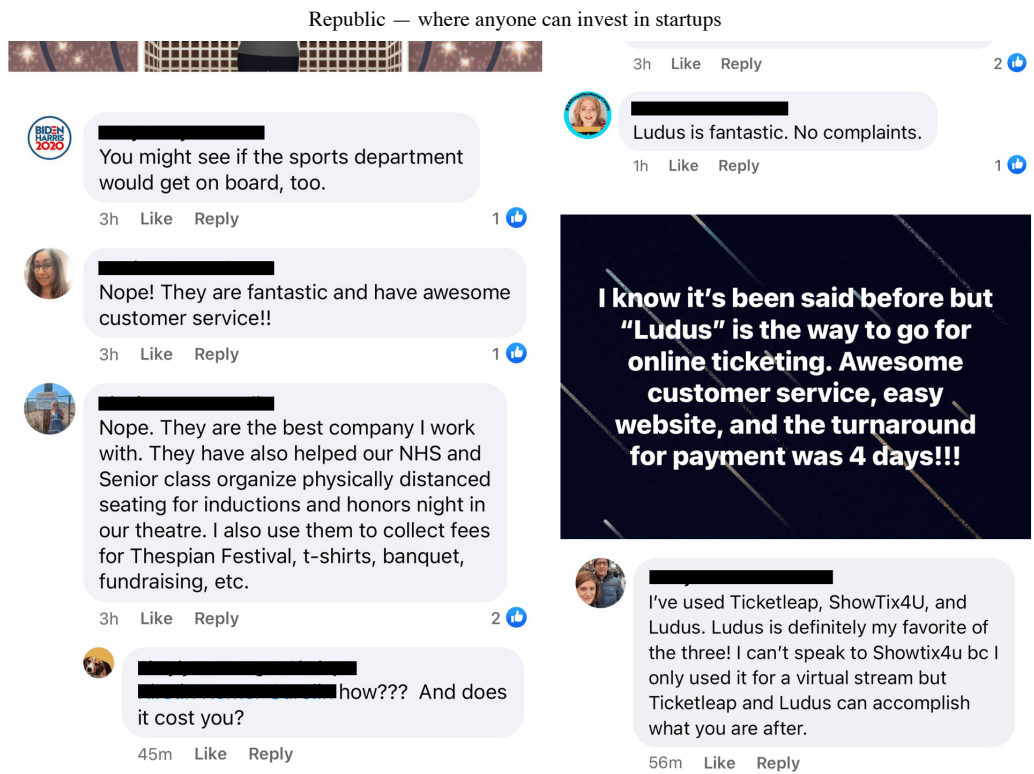 Republic — where anyone can invest in startups
BIDEN
HARRIS
2020
You might see if the sports department
would get on board, too.
3h Like Reply 1
Nope! They are fantastic and have awesome
customer service!!
3h Like Reply 1
Nope. They are the best company I work
with. They have also helped our NHS and
Senior class organize physically distanced
seating for inductions and honors night in
our theatre. I also use them to collect fees
for Thespian Festival, t-shirts, banquet,
fundraising, etc.
3h Like Reply 2
how??? And does
it cost you?
45m Like Reply
3h Like Reply 2
Ludus is fantastic. No complaints.
1h Like Reply 1
I know it’s been said before but
“Ludus” is the way to go for
online ticketing. Awesome
customer service, easy
website, and the turnaround
for payment was 4 days!!!
I’ve used Ticketleap, ShowTix4U, and
Ludus. Ludus is definitely my favorite of
the three! I can’t speak to Showtix4u bc I
only used it for a virtual stream but
Ticketleap and Ludus can accomplish
what you are after.
56m Like Reply